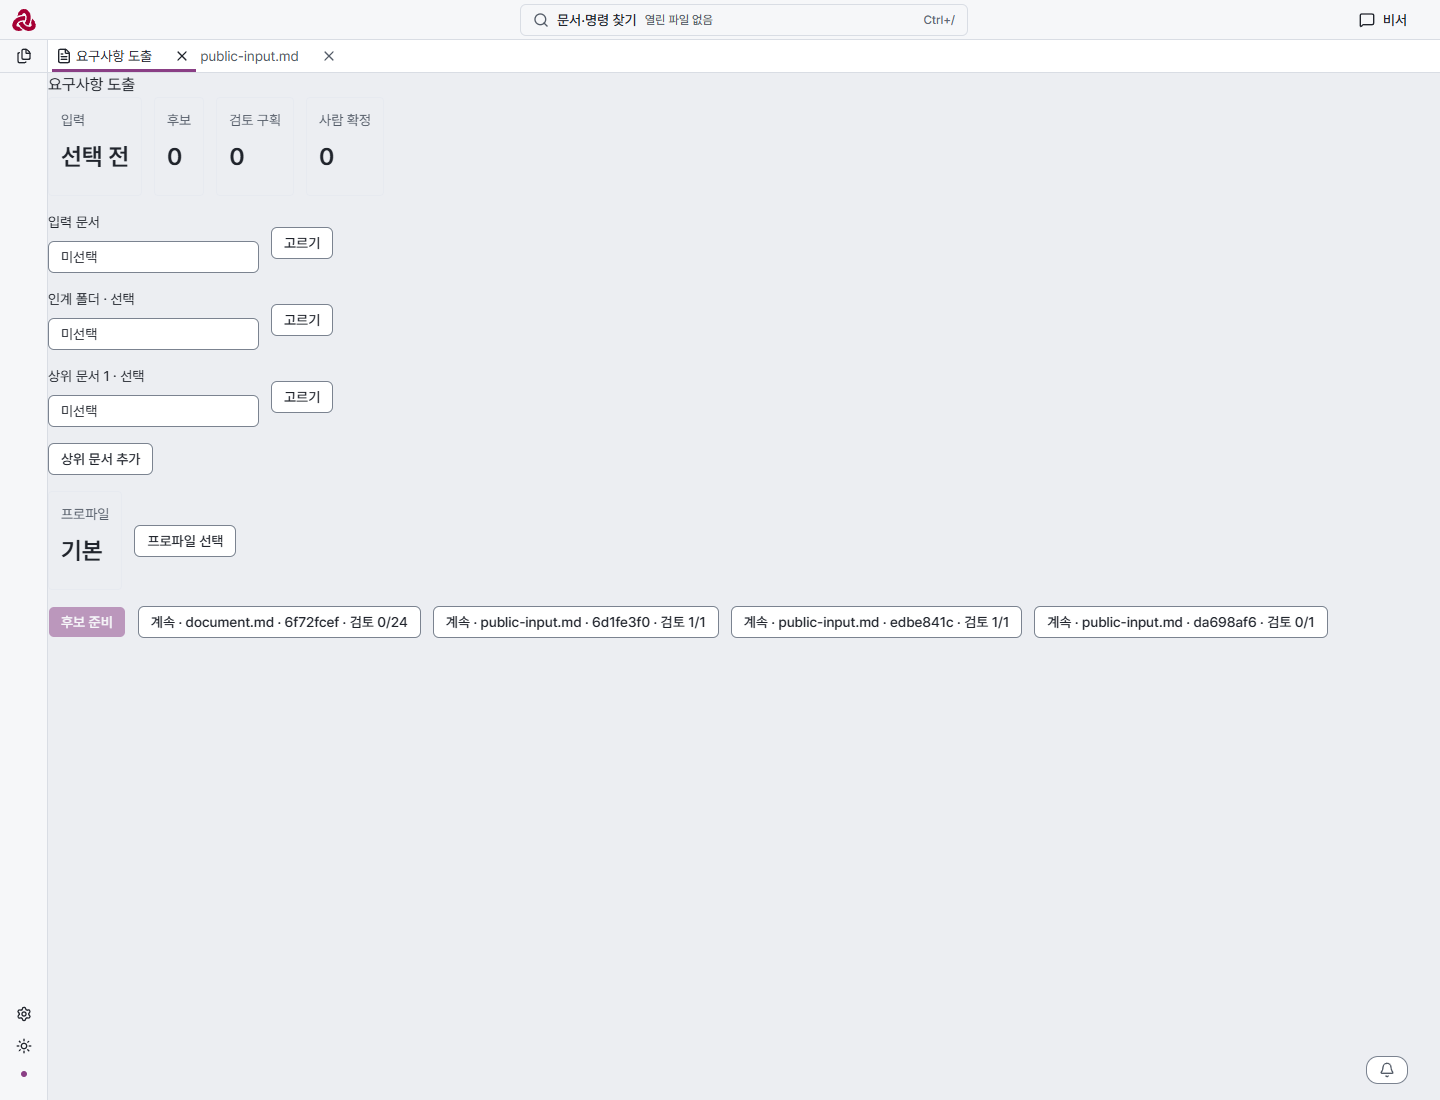 문서·명령 찾기 열린 파일 없음 Ctrl+/
비서
요구사항 도출
public-input.md
요구사항 도출
입력
선택 전
후보
0
검토 구획
0
사람 확정
0
입력 문서
미선택
고르기
인계 폴더 · 선택
미선택
고르기
상위 문서 1 · 선택
미선택
고르기
상위 문서 추가
프로파일
기본
프로파일 선택
후보 준비
계속 · document.md · 6f72fcef · 검토 0/24
계속 · public-input.md · 6d1fe3f0 · 검토 1/1
계속 · public-input.md · edbe841c · 검토 1/1
계속 · public-input.md · da698af6 · 검토 0/1